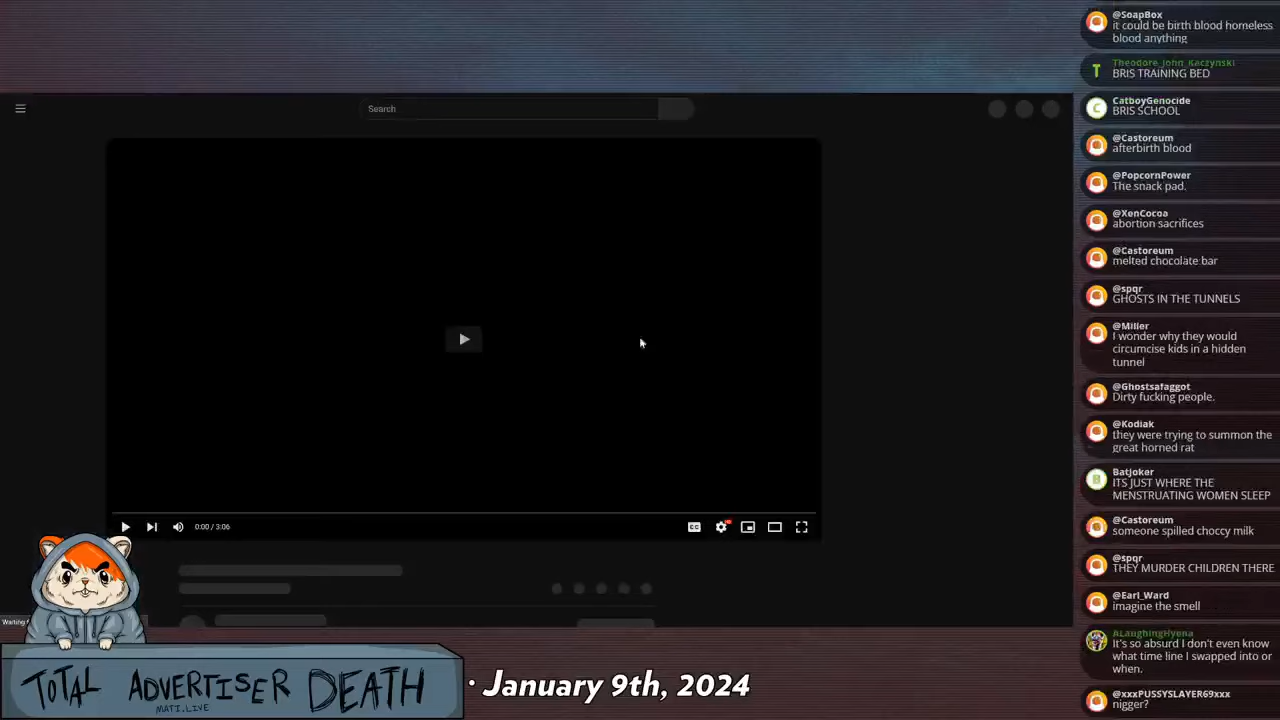 Search
0:00 / 3:06
CC
Waiting
TOTAL ADVERTISER DEATH
MATI.LIVE
· January 9th, 2024
@SoapBox
it could be birth blood homeless
blood anything
T
Theodore_John_Kaczynski
BRIS TRAINING BED
C
CatboyGenocide
BRIS SCHOOL
@Castoreum
afterbirth blood
@PopcornPower
The snack pad.
@XenCocoa
abortion sacrifices
@Castoreum
melted chocolate bar
@spqr
GHOSTS IN THE TUNNELS
@Miller
I wonder why they would
circumcise kids in a hidden
tunnel
@Ghostsafaggot
Dirty fucking people.
@Kodiak
they were trying to summon the
great horned rat
B
Batjoker
ITS JUST WHERE THE
MENSTRUATING WOMEN SLEEP
@Castoreum
someone spilled choccy milk
@spqr
THEY MURDER CHILDREN THERE
@Earl_Ward
imagine the smell
ALaughingHyena
It's so absurd I don't even know
what time line I swapped into or
when.
@xxxPUSSYSLAYER69xxx
nigger?